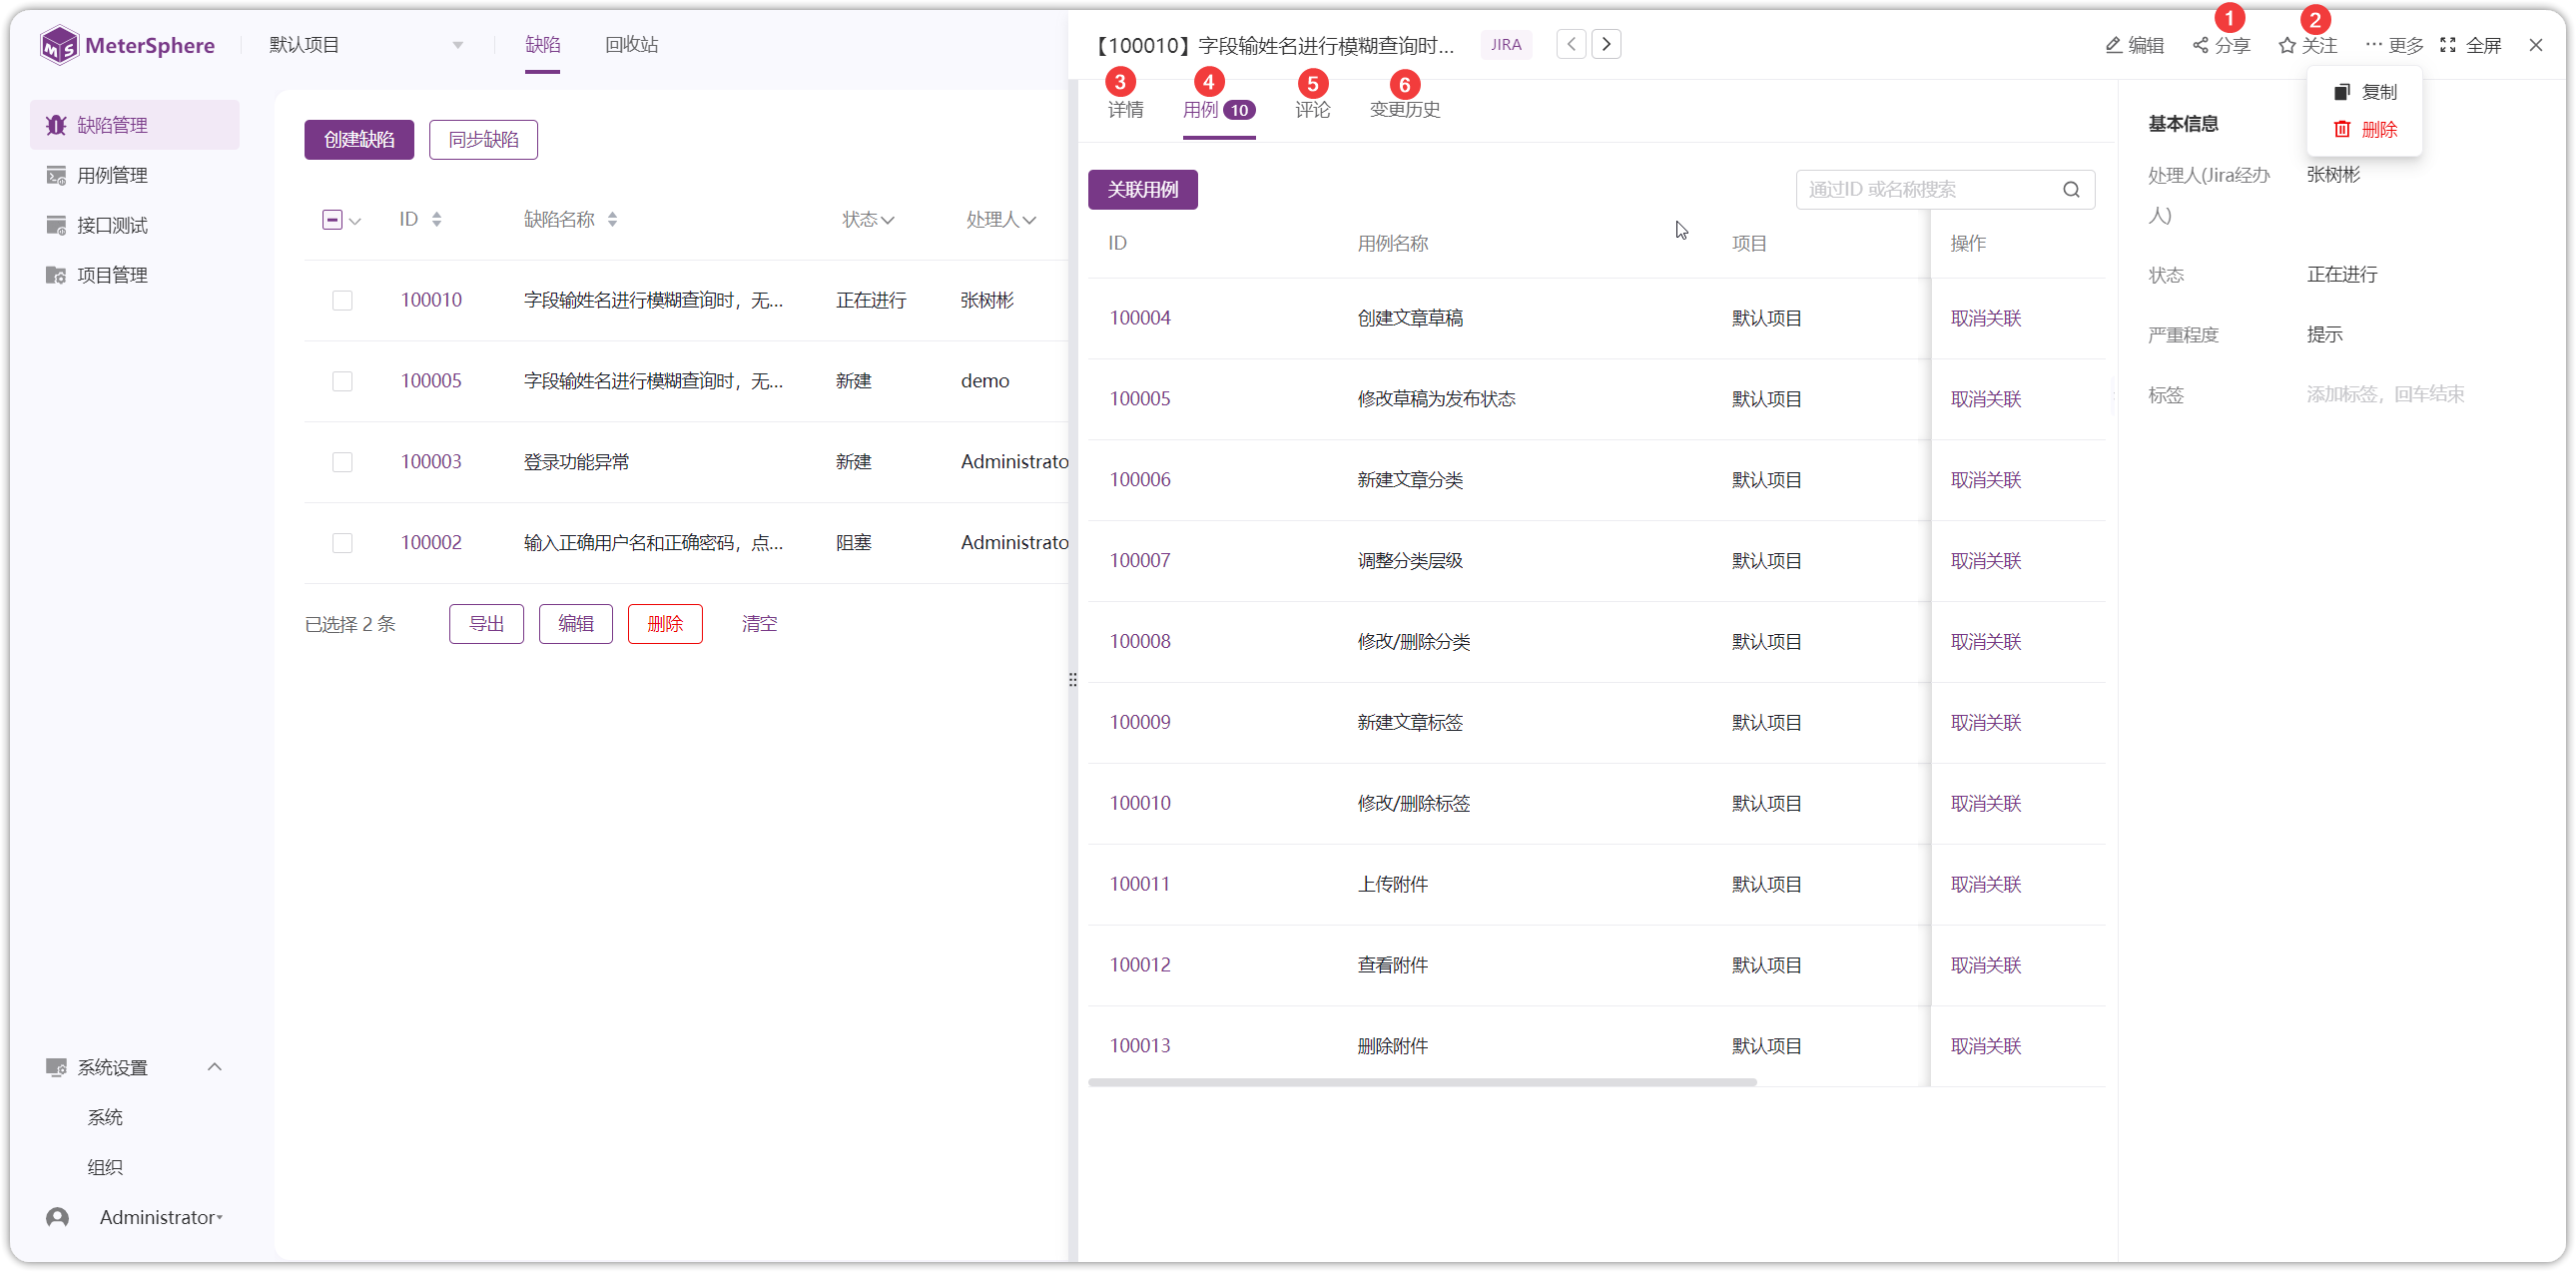 MeterSphere
默认项目
缺陷
回收站
缺陷管理
用例管理
接口测试
项目管理
系统设置
系统
组织
Administrator
创建缺陷
同步缺陷
ID
缺陷名称
状态
处理人
100010
字段输姓名进行模糊查询时，无...
正在进行
张树彬
100005
字段输姓名进行模糊查询时，无...
新建
demo
100003
登录功能异常
新建
Administrato
100002
输入正确用户名和正确密码，点...
阻塞
Administrato
已选择 2 条
导出
编辑
删除
清空
【100010】字段输姓名进行模糊查询时...
JIRA
1
2
编辑
分享
关注
更多
全屏
复制
删除
3
4
5
6
详情
用例 10
评论
变更历史
关联用例
通过ID 或名称搜索
ID
用例名称
项目
操作
100004
创建文章草稿
默认项目
取消关联
100005
修改草稿为发布状态
默认项目
取消关联
100006
新建文章分类
默认项目
取消关联
100007
调整分类层级
默认项目
取消关联
100008
修改/删除分类
默认项目
取消关联
100009
新建文章标签
默认项目
取消关联
100010
修改/删除标签
默认项目
取消关联
100011
上传附件
默认项目
取消关联
100012
查看附件
默认项目
取消关联
100013
删除附件
默认项目
取消关联
基本信息
处理人(Jira经办
人)
张树彬
状态
正在进行
严重程度
提示
标签
添加标签，回车结束